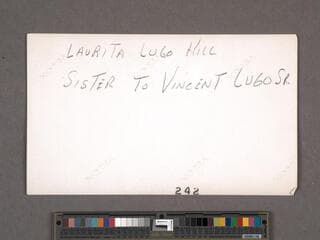 LAURITA LUGO HILL
SISTER TO VINCENT LUGO SR.
242